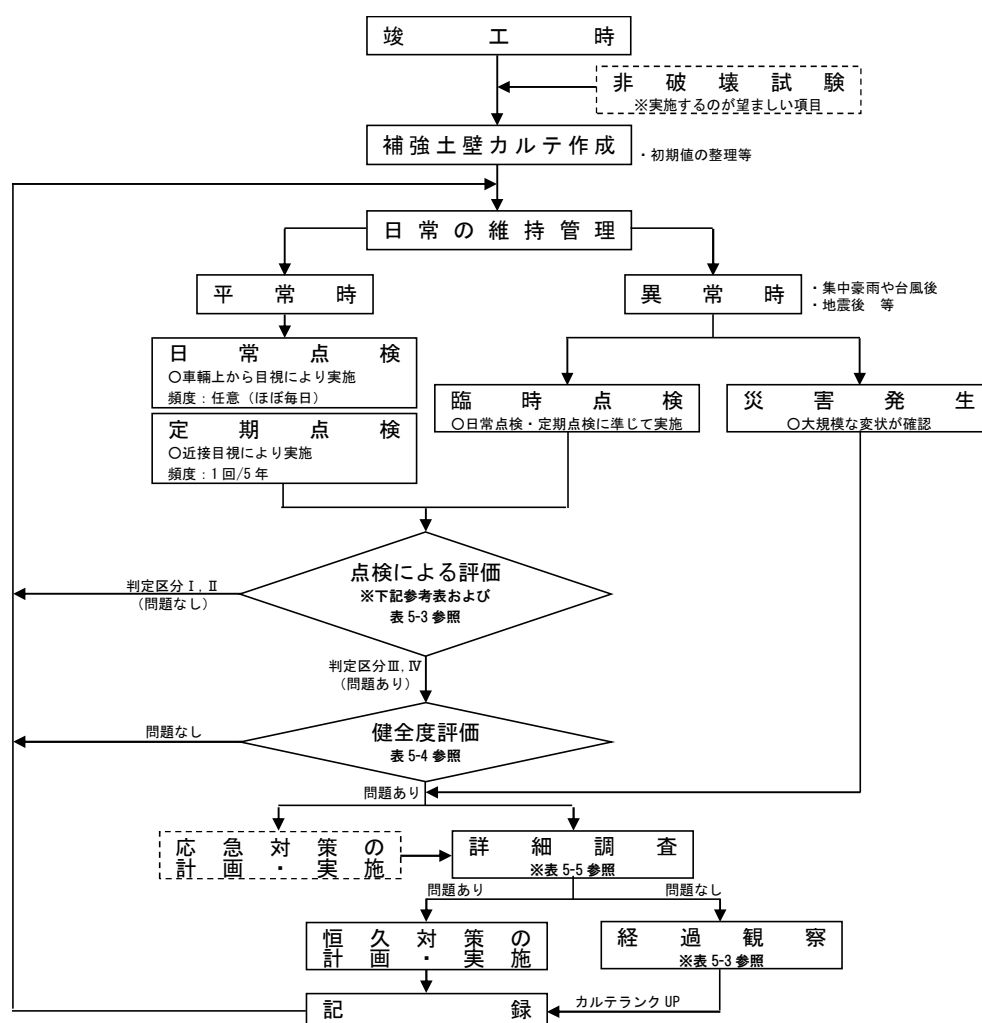 竣工時
非破壊試験
※実施するのが望ましい項目
補強土壁カルテ作成
・初期値の整理等
日常の維持管理
平常時
異常時
・集中豪雨や台風後
・地震後　等
日常点検
○車輛上から目視により実施
頻度：任意（ほぼ毎日）
定期点検
○近接目視により実施
頻度：1回/5年
臨時点検
○日常点検・定期点検に準じて実施
災害発生
○大規模な変状が確認
点検による評価
※下記参考表および
表5-3参照
判定区分Ⅰ,Ⅱ
（問題なし）
判定区分Ⅲ,Ⅳ
（問題あり）
健全度評価
表5-4参照
問題なし
問題あり
応急対策の
計画・実施
詳細調査
※表5-5参照
問題あり
問題なし
恒久対策の
計画・実施
経過観察
※表5-3参照
カルテランクUP
記録